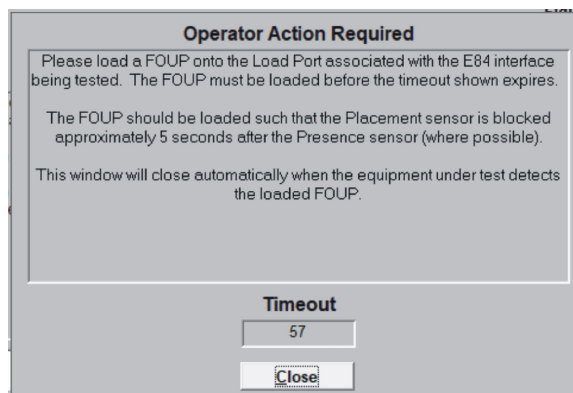 Operator Action Required
Please load a FOUP onto the Load Port associated with the E84 interface
being tested.  The FOUP must be loaded before the timeout shown expires.
The FOUP should be loaded such that the Placement sensor is blocked
approximately 5 seconds after the Presence sensor (where possible).
This window will close automatically when the equipment under test detects
the loaded FOUP.
Timeout
57
Close